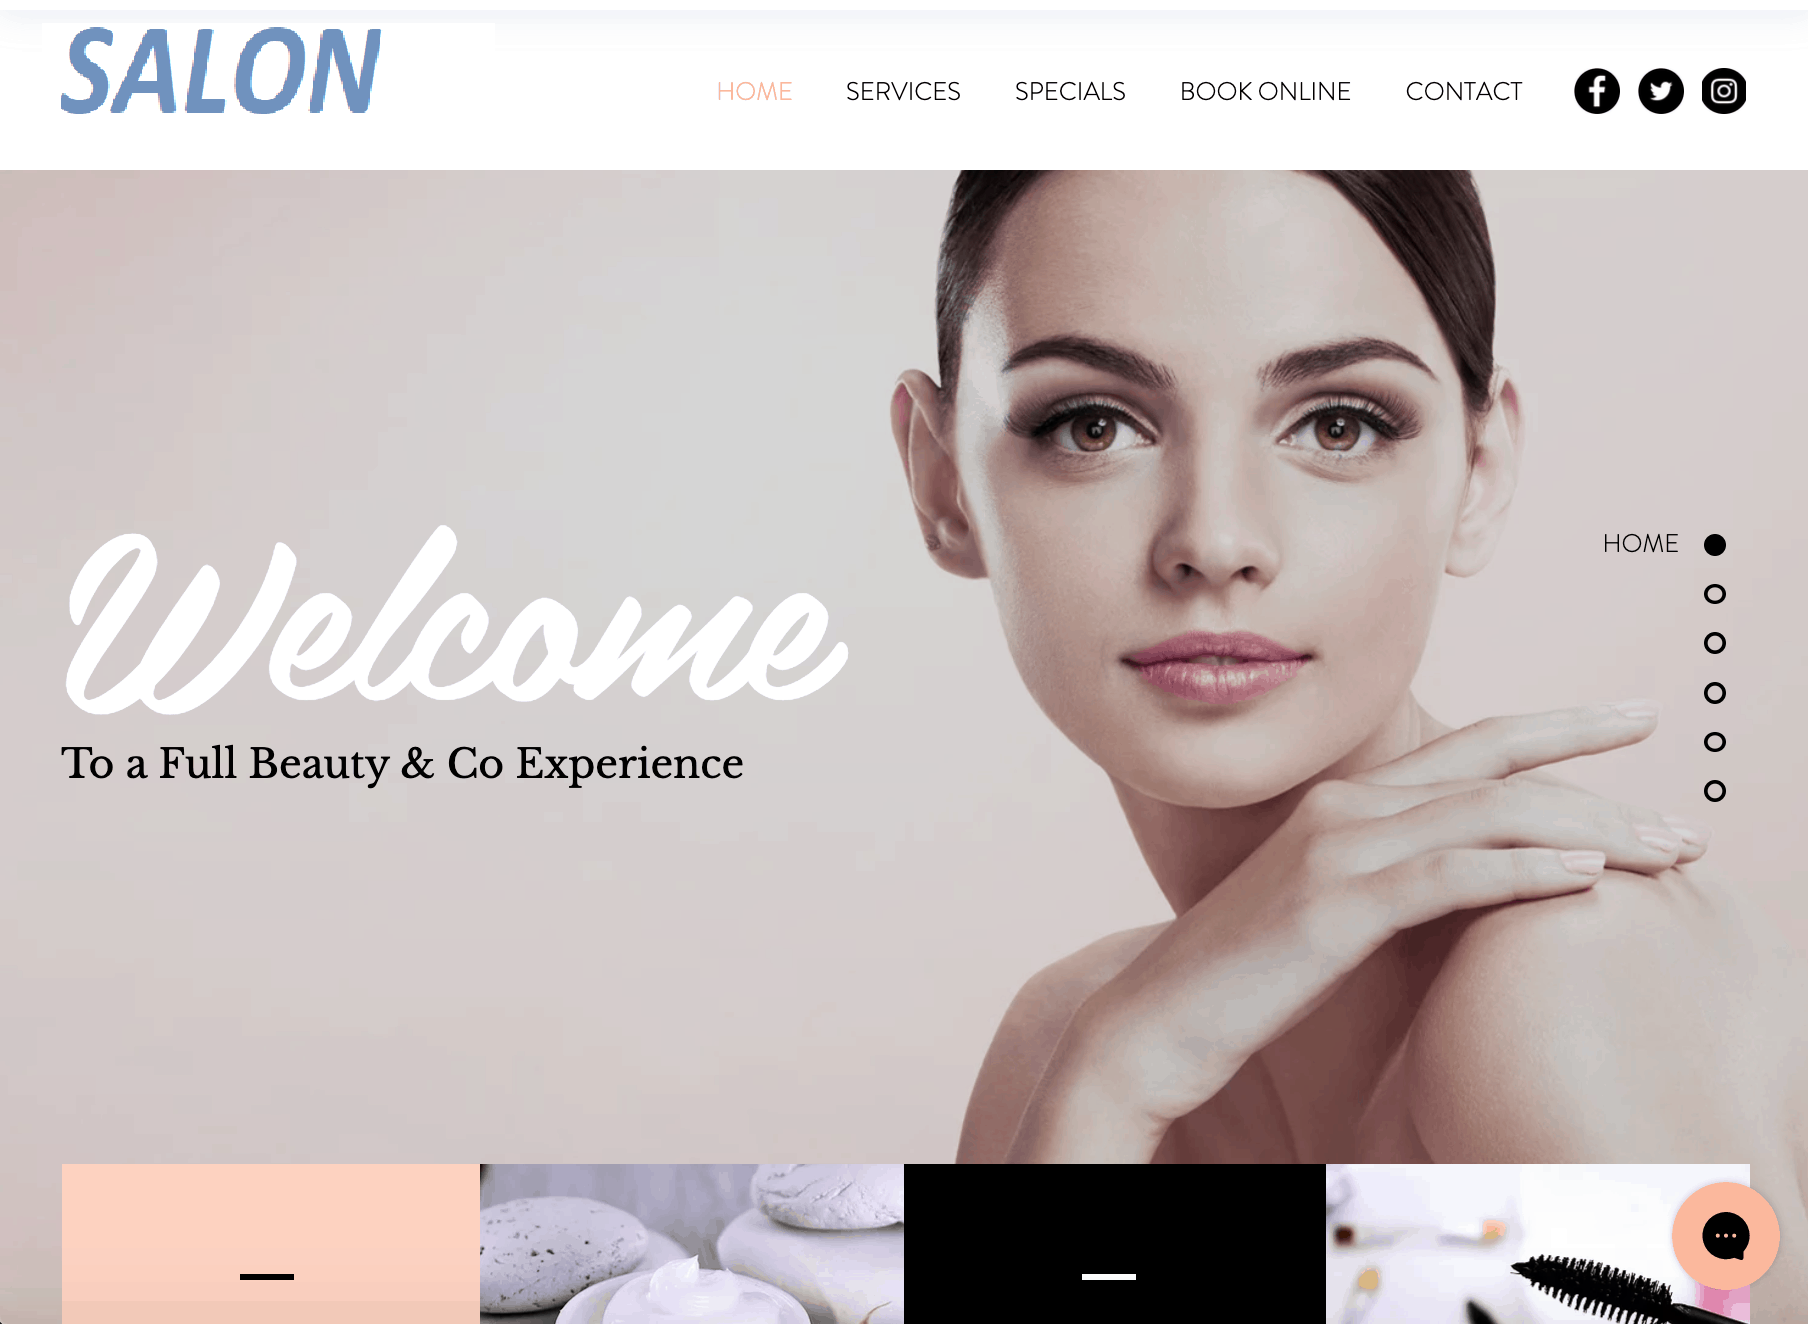 SALON
HOME SERVICES SPECIALS BOOK ONLINE CONTACT
Welcome
To a Full Beauty & Co Experience
HOME